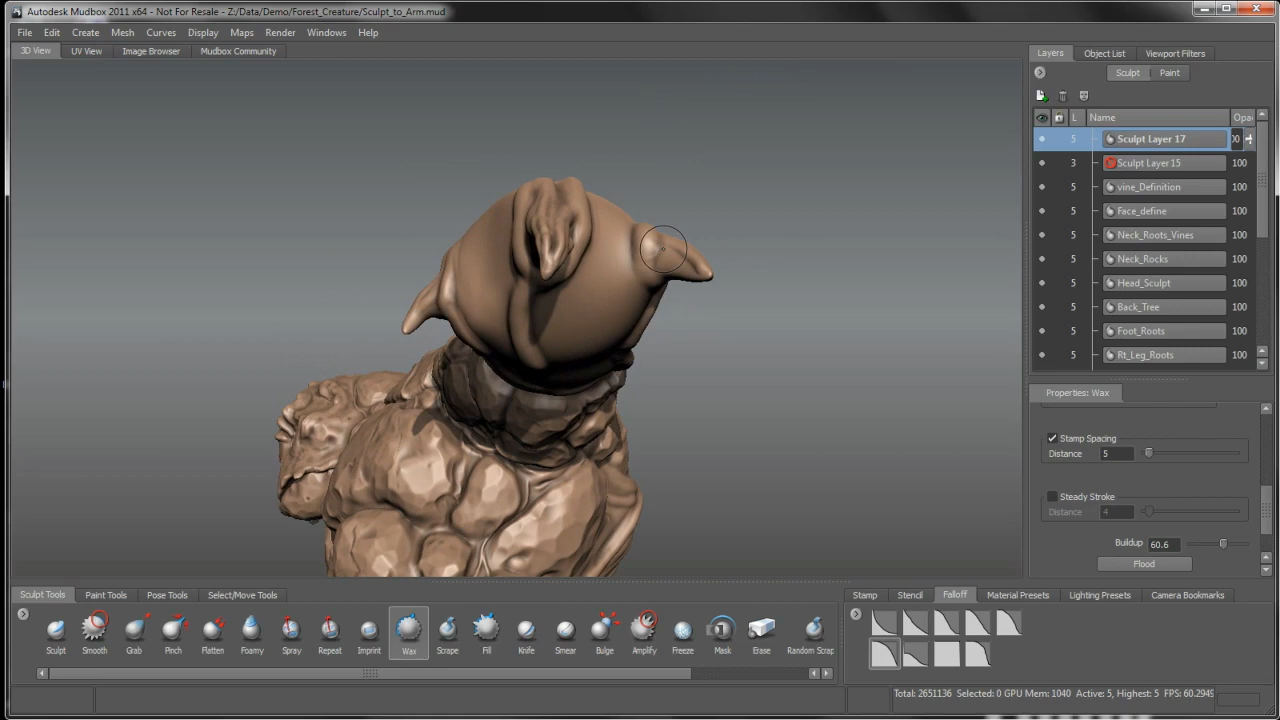 Autodesk Mudbox 2011 x64 - Not For Resale - Z:/Data/Demo/Forest_Creature/Sculpt_to_Arm.mud
File Edit Create Mesh Curves Display Maps Render Windows Help
3D View UV View Image Browser Mudbox Community
Layers Object List Viewport Filters
Sculpt Paint
L Name Opa
5 Sculpt Layer 17 00
3 Sculpt Layer 15 100
5 vine_Definition 100
5 Face_define 100
5 Neck_Roots_Vines 100
5 Neck_Rocks 100
5 Head_Sculpt 100
5 Back_Tree 100
5 Foot_Roots 100
5 Rt_Leg_Roots 100
Properties: Wax
Stamp Spacing
Distance 5
Steady Stroke
Distance 4
Buildup 60.6
Flood
Sculpt Tools Paint Tools Pose Tools Select/Move Tools
Sculpt Smooth Grab Pinch Flatten Foamy Spray Repeat Imprint Wax Scrape Fill Knife Smear Bulge Amplify Freeze Mask Erase Random Scrap
Stamp Stencil Falloff Material Presets Lighting Presets Camera Bookmarks
Total: 2651136 Selected: 0 GPU Mem: 1040 Active: 5, Highest: 5 FPS: 60.2949